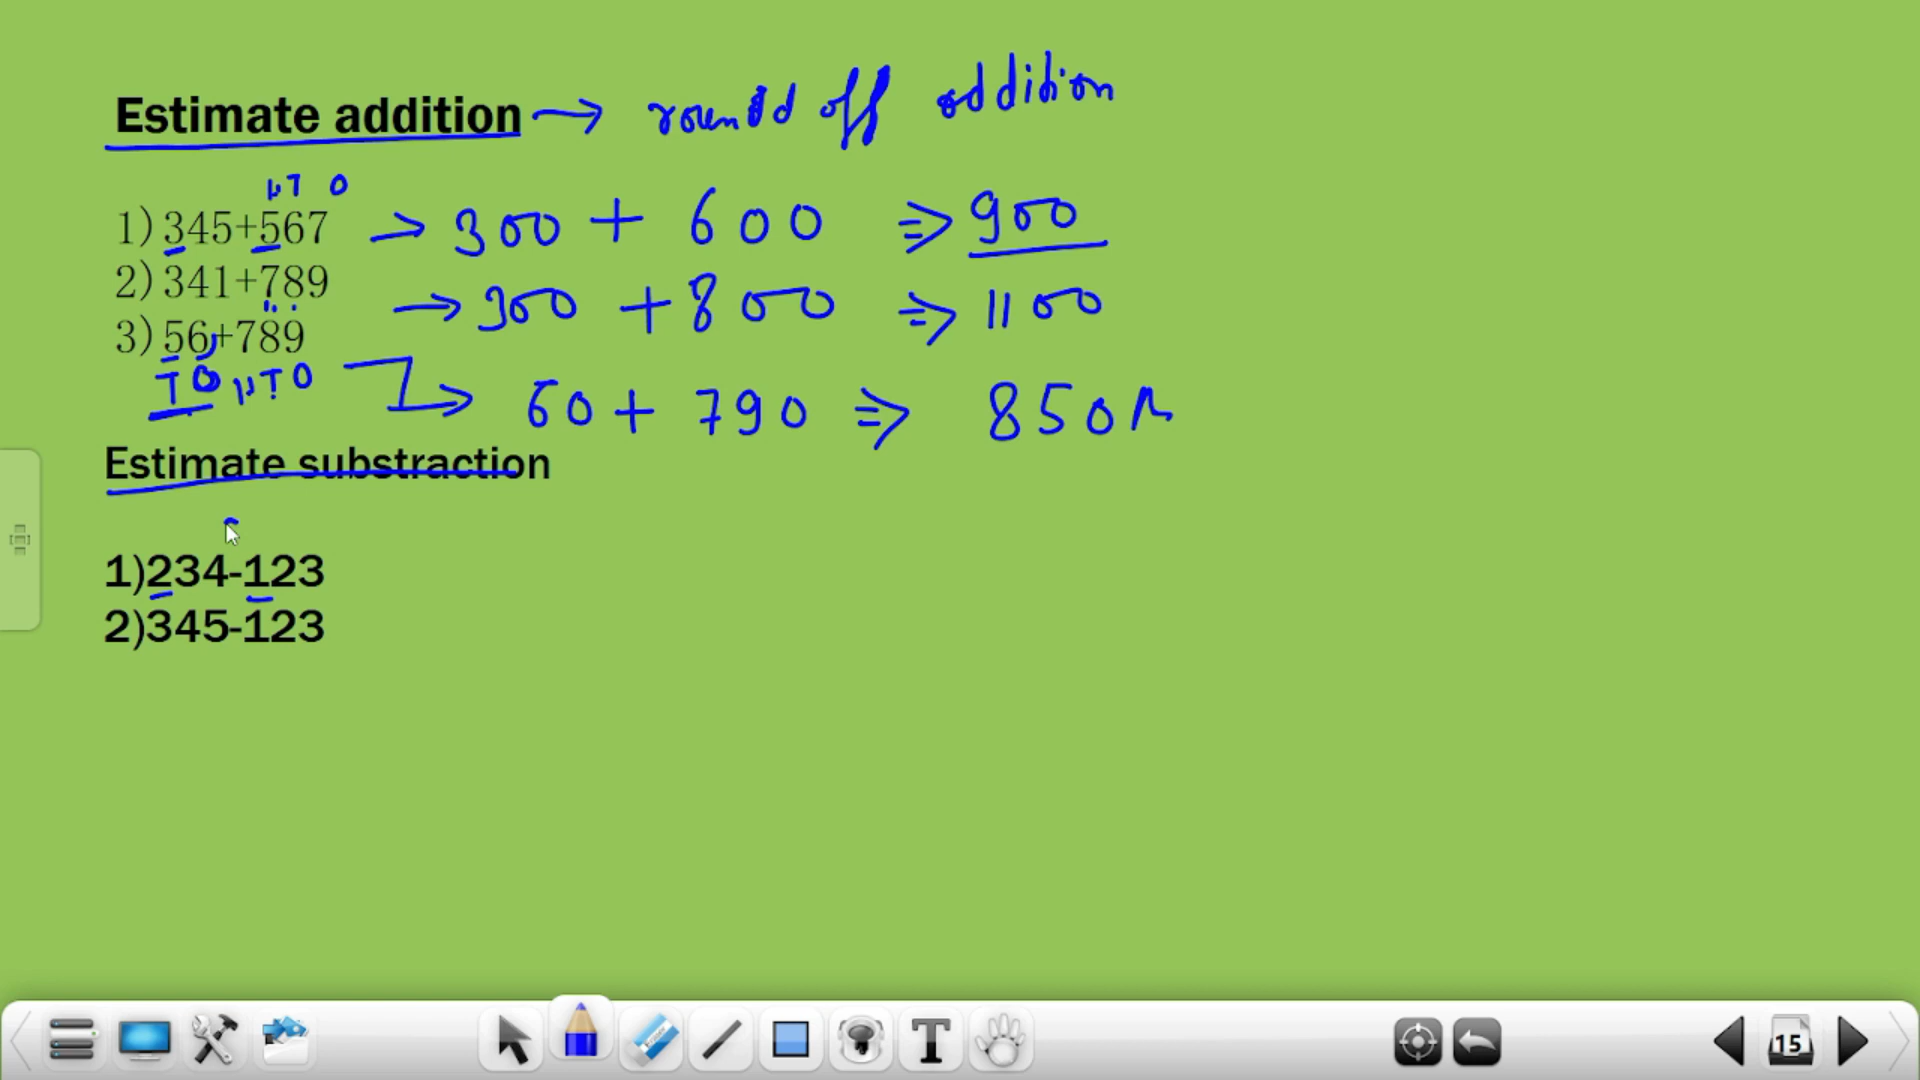 Estimate addition → round off addition
H T O
1) 345+567 → 300 + 600 ⇒ 900
2) 341+789 → 300 + 800 ⇒ 1100
3) 56+789
T O H T O → 60 + 790 ⇒ 850
Estimate substraction
1)234-123
2)345-123
15